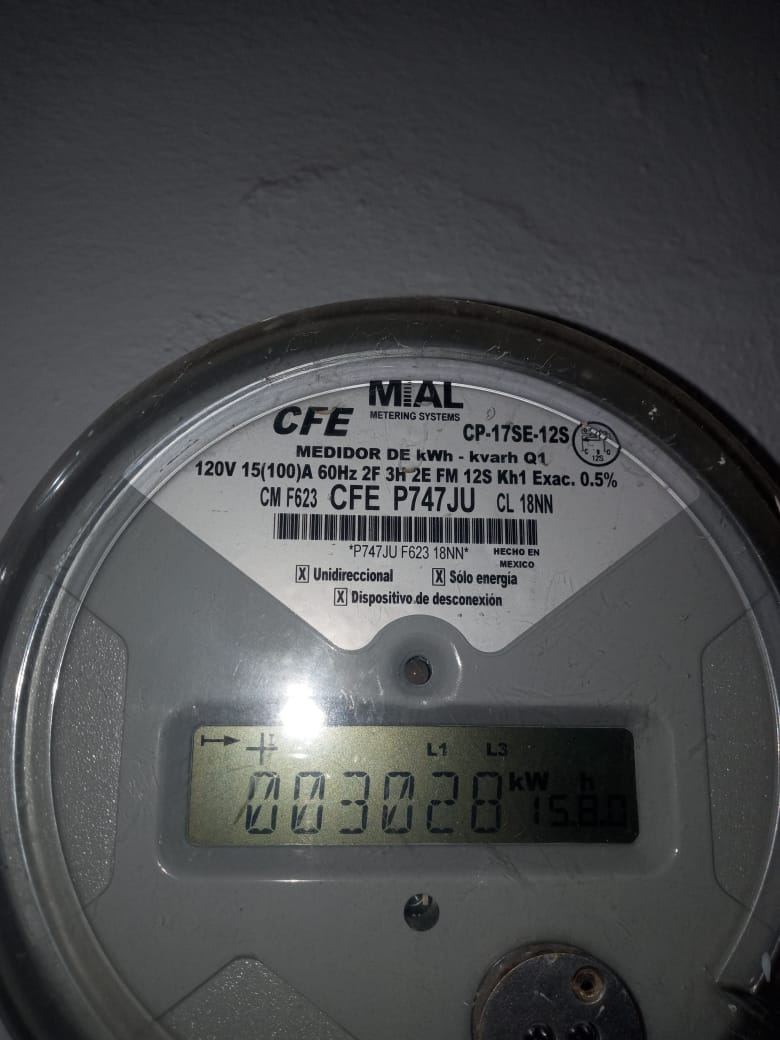 MIAL
METERING SYSTEMS
CFE
CP-17SE-12S
12S
MEDIDOR DE kWh - kvarh Q1
120V 15(100)A 60Hz 2F 3H 2E FM 12S Kh1 Exac. 0.5%
CM F623 CFE P747JU CL 18NN
*P747JU F623 18NN*
HECHO EN
MEXICO
X Unidireccional X Sólo energía
X Dispositivo de desconexión
L1 L3
003028 kW h 15.8.0